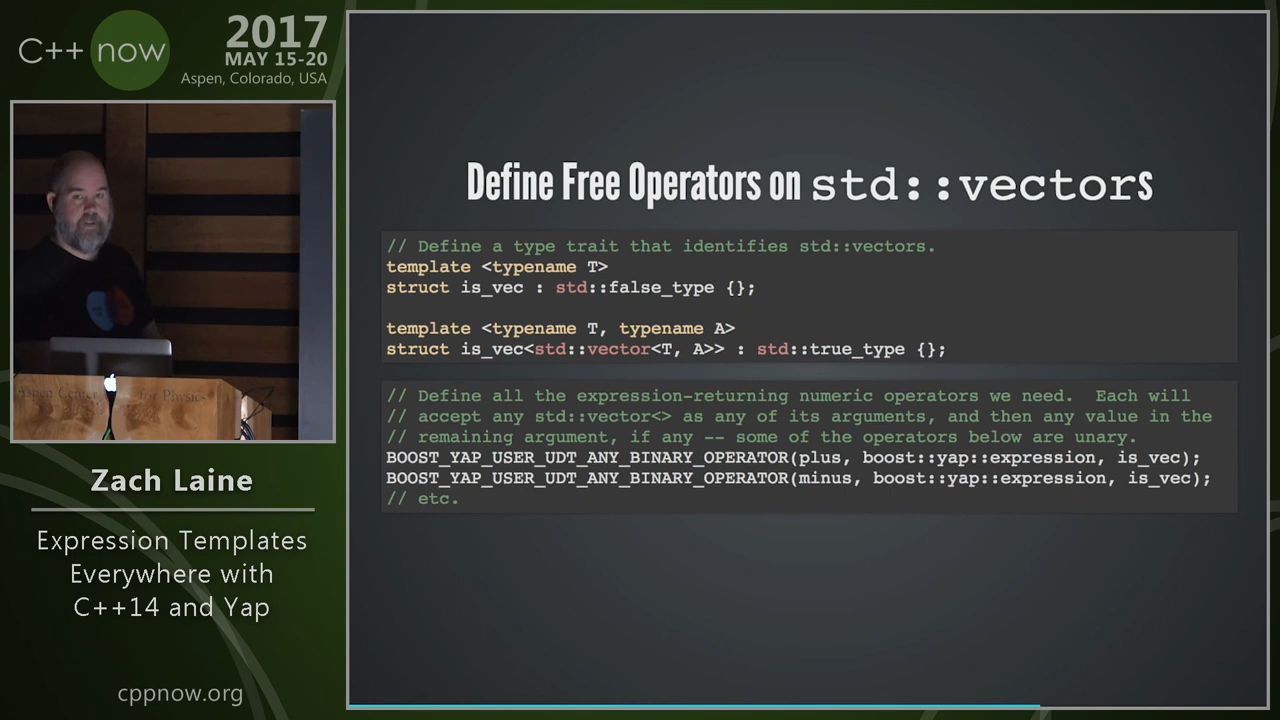 C++ now
2017
MAY 15-20
Aspen, Colorado, USA
Aspen Center for Physics
Zach Laine
Expression Templates
Everywhere with
C++14 and Yap
cppnow.org
Define Free Operators on std::vectors
// Define a type trait that identifies std::vectors.
template <typename T>
struct is_vec : std::false_type {};
template <typename T, typename A>
struct is_vec<std::vector<T, A>> : std::true_type {};
// Define all the expression-returning numeric operators we need.  Each will
// accept any std::vector<> as any of its arguments, and then any value in the
// remaining argument, if any -- some of the operators below are unary.
BOOST_YAP_USER_UDT_ANY_BINARY_OPERATOR(plus, boost::yap::expression, is_vec);
BOOST_YAP_USER_UDT_ANY_BINARY_OPERATOR(minus, boost::yap::expression, is_vec);
// etc.